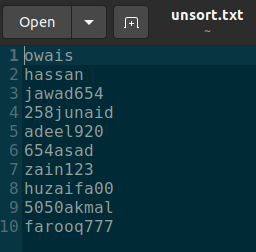 Open
unsort.txt
~
1 owais
2 hassan
3 jawad654
4 258junaid
5 adeel920
6 654asad
7 zain123
8 huzaifa00
9 5050akmal
10 farooq777